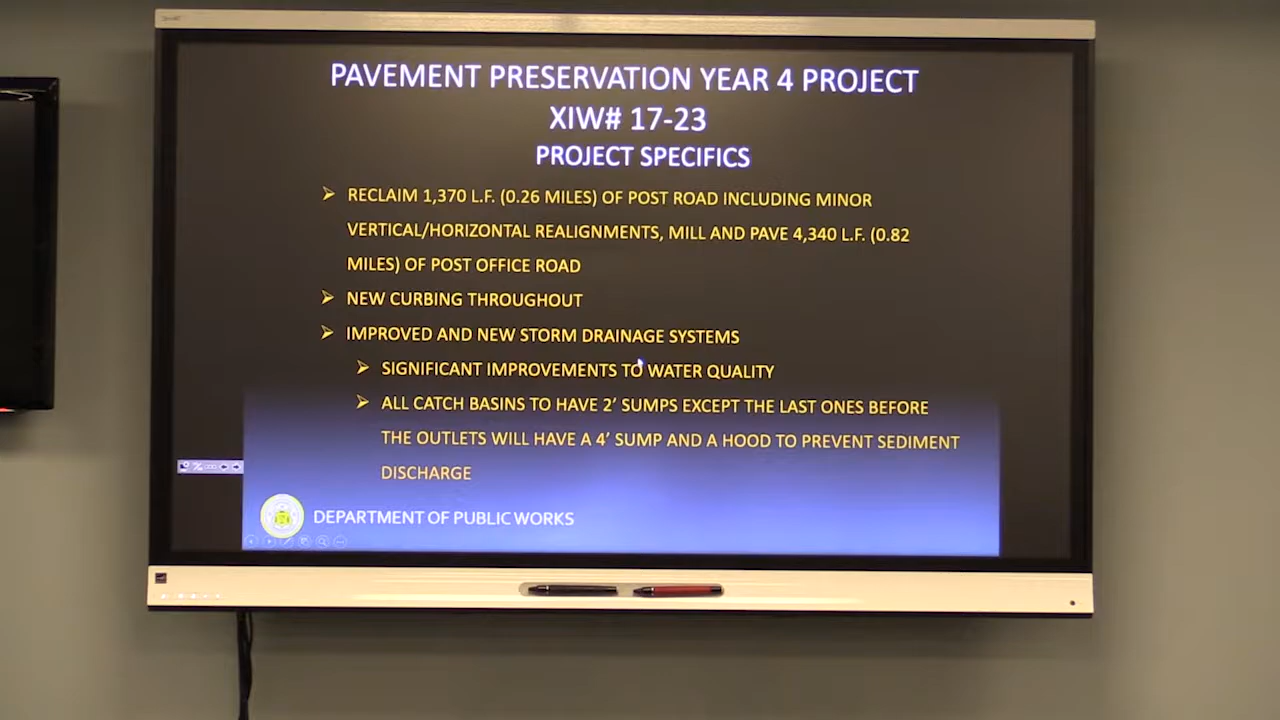 PAVEMENT PRESERVATION YEAR 4 PROJECT
XIW# 17-23
PROJECT SPECIFICS
➢ RECLAIM 1,370 L.F. (0.26 MILES) OF POST ROAD INCLUDING MINOR
VERTICAL/HORIZONTAL REALIGNMENTS, MILL AND PAVE 4,340 L.F. (0.82
MILES) OF POST OFFICE ROAD
➢ NEW CURBING THROUGHOUT
➢ IMPROVED AND NEW STORM DRAINAGE SYSTEMS
➢ SIGNIFICANT IMPROVEMENTS TO WATER QUALITY
➢ ALL CATCH BASINS TO HAVE 2’ SUMPS EXCEPT THE LAST ONES BEFORE
THE OUTLETS WILL HAVE A 4’ SUMP AND A HOOD TO PREVENT SEDIMENT
DISCHARGE
DEPARTMENT OF PUBLIC WORKS